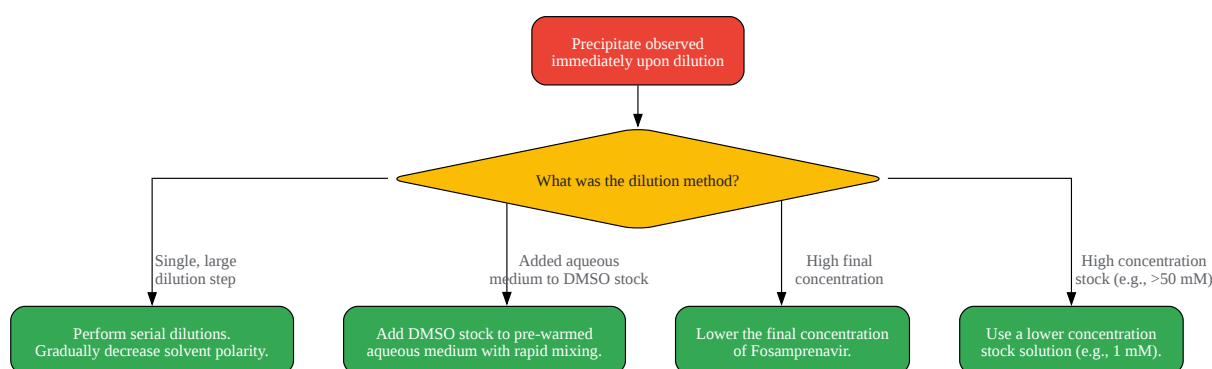 Precipitate observed
immediately upon dilution
What was the dilution method?
Single, large
dilution step
Added aqueous
medium to DMSO stock
High final
concentration
High concentration
stock (e.g., >50 mM)
Perform serial dilutions.
Gradually decrease solvent polarity.
Add DMSO stock to pre-warmed
aqueous medium with rapid mixing.
Lower the final concentration
of Fosamprenavir.
Use a lower concentration
stock solution (e.g., 1 mM).